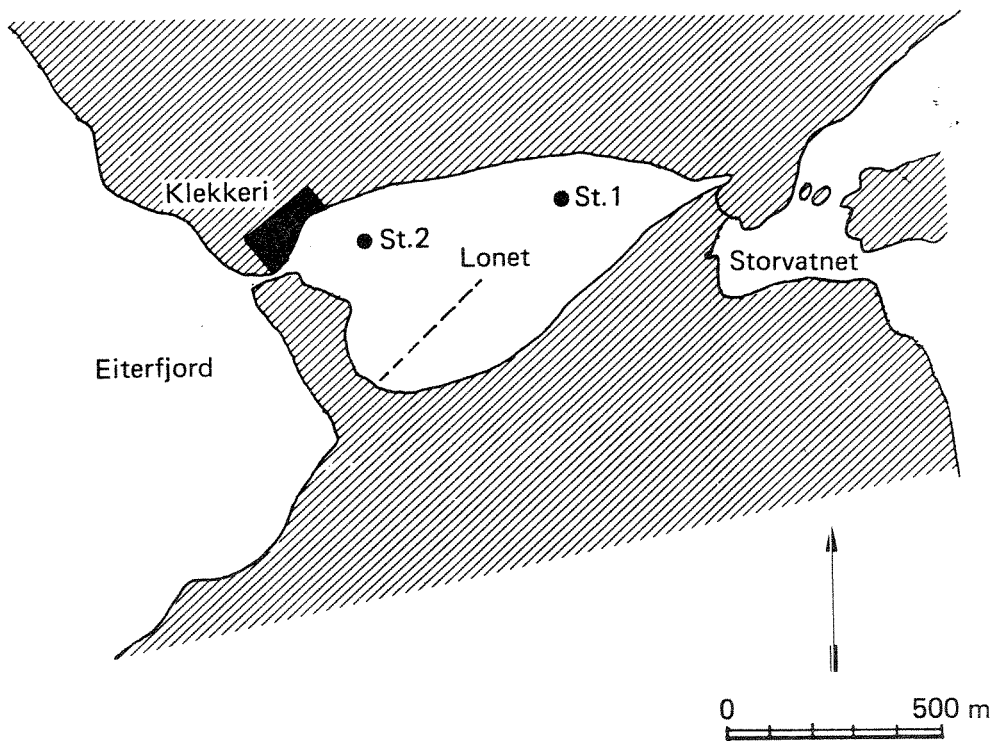 Klekkeri
St.1
St.2
Lonet
Storvatnet
Eiterfjord
0 500 m